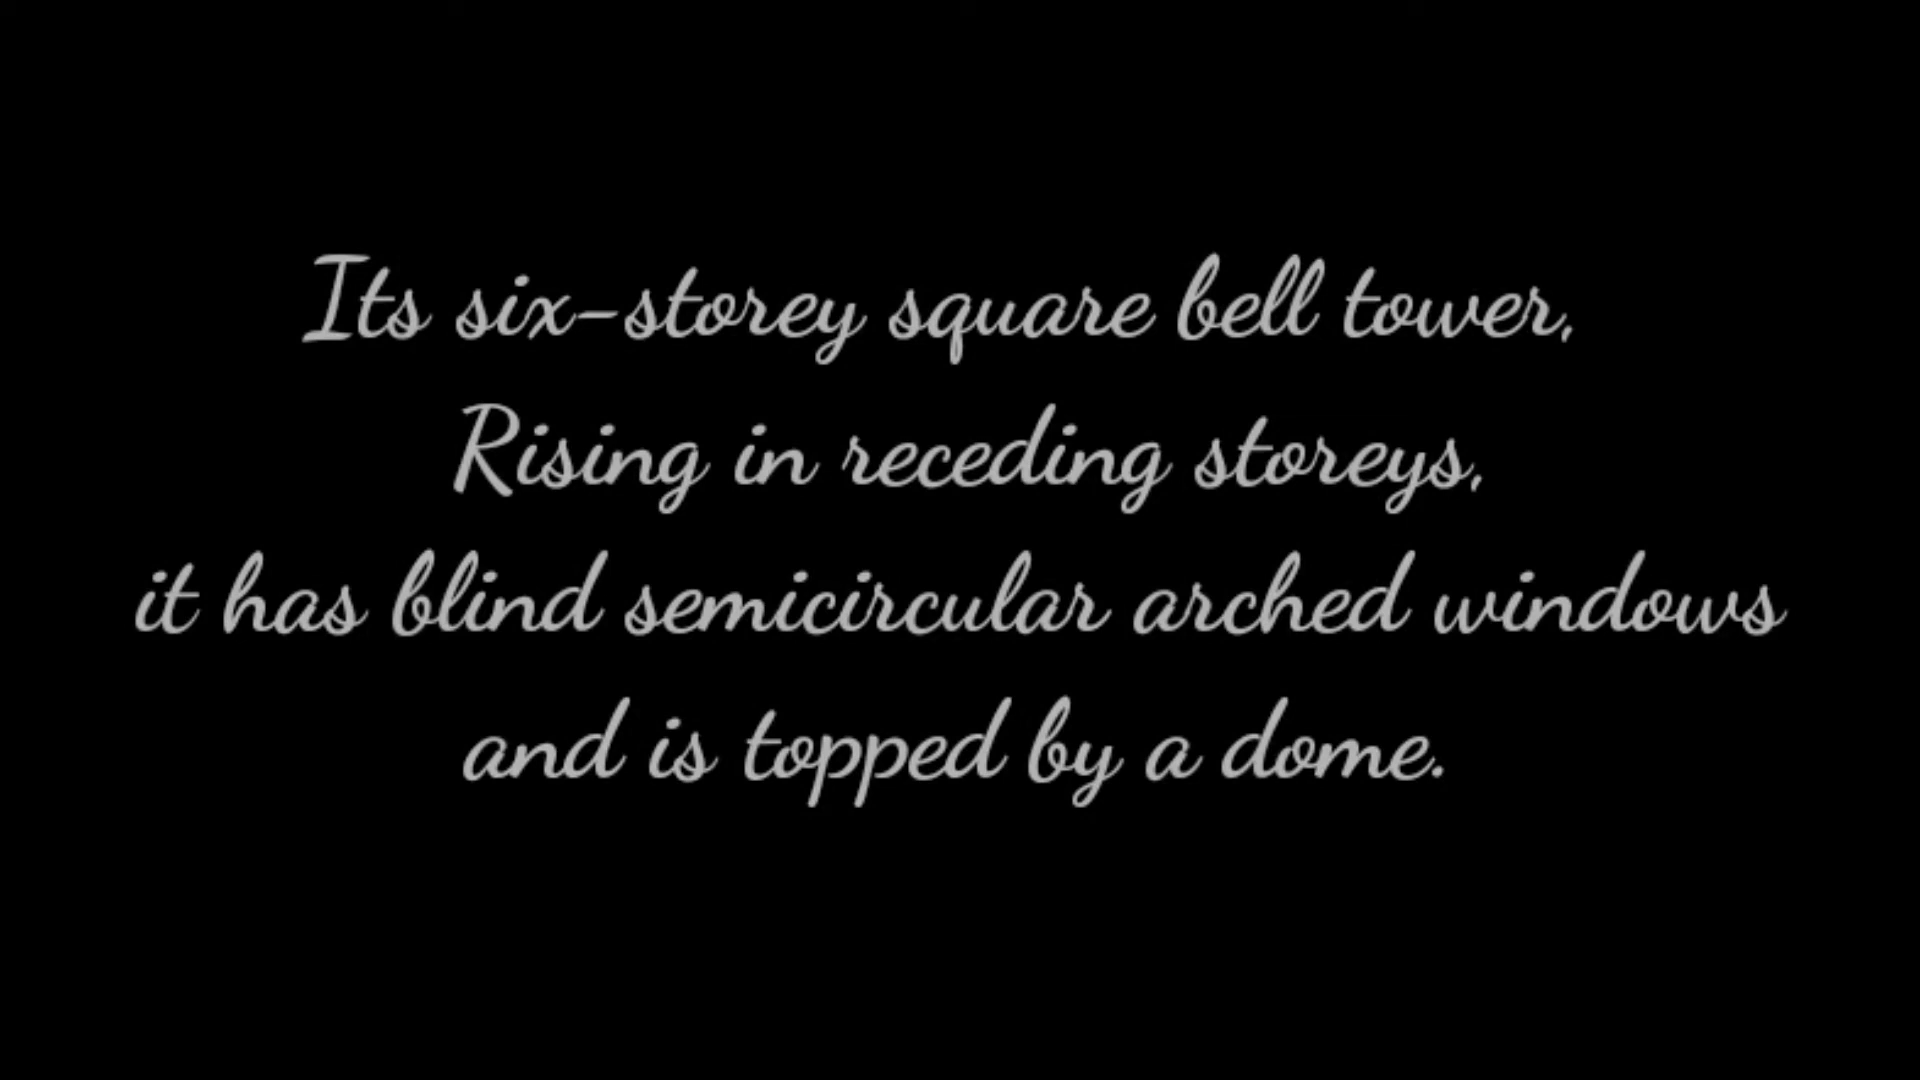 Its six-storey square bell tower,
Rising in receding storeys,
it has blind semicircular arched windows
and is topped by a dome.